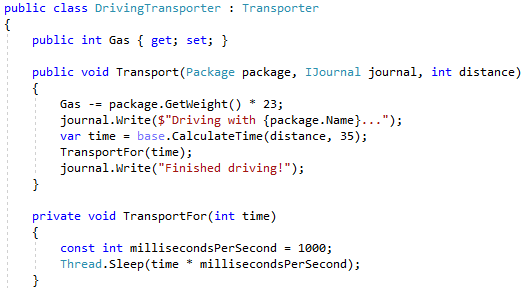 public class DrivingTransporter : Transporter
{
    public int Gas { get; set; }

    public void Transport(Package package, IJournal journal, int distance)
    {
        Gas -= package.GetWeight() * 23;
        journal.Write($"Driving with {package.Name}...");
        var time = base.CalculateTime(distance, 35);
        TransportFor(time);
        journal.Write("Finished driving!");
    }

    private void TransportFor(int time)
    {
        const int millisecondsPerSecond = 1000;
        Thread.Sleep(time * millisecondsPerSecond);
    }